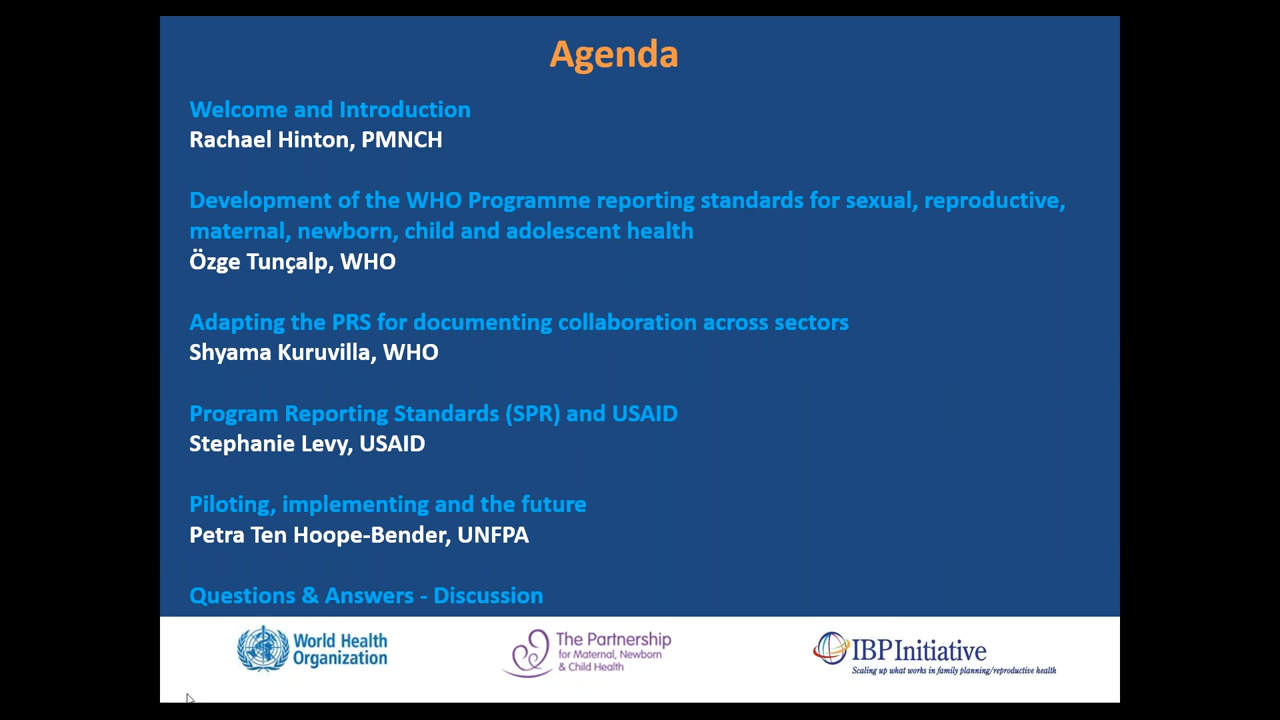 Agenda
Welcome and Introduction
Rachael Hinton, PMNCH
Development of the WHO Programme reporting standards for sexual, reproductive,
maternal, newborn, child and adolescent health
Özge Tunçalp, WHO
Adapting the PRS for documenting collaboration across sectors
Shyama Kuruvilla, WHO
Program Reporting Standards (SPR) and USAID
Stephanie Levy, USAID
Piloting, implementing and the future
Petra Ten Hoope-Bender, UNFPA
Questions & Answers - Discussion
World Health
Organization
The Partnership
for Maternal, Newborn
& Child Health
IBPInitiative
Scaling up what works in family planning/reproductive health